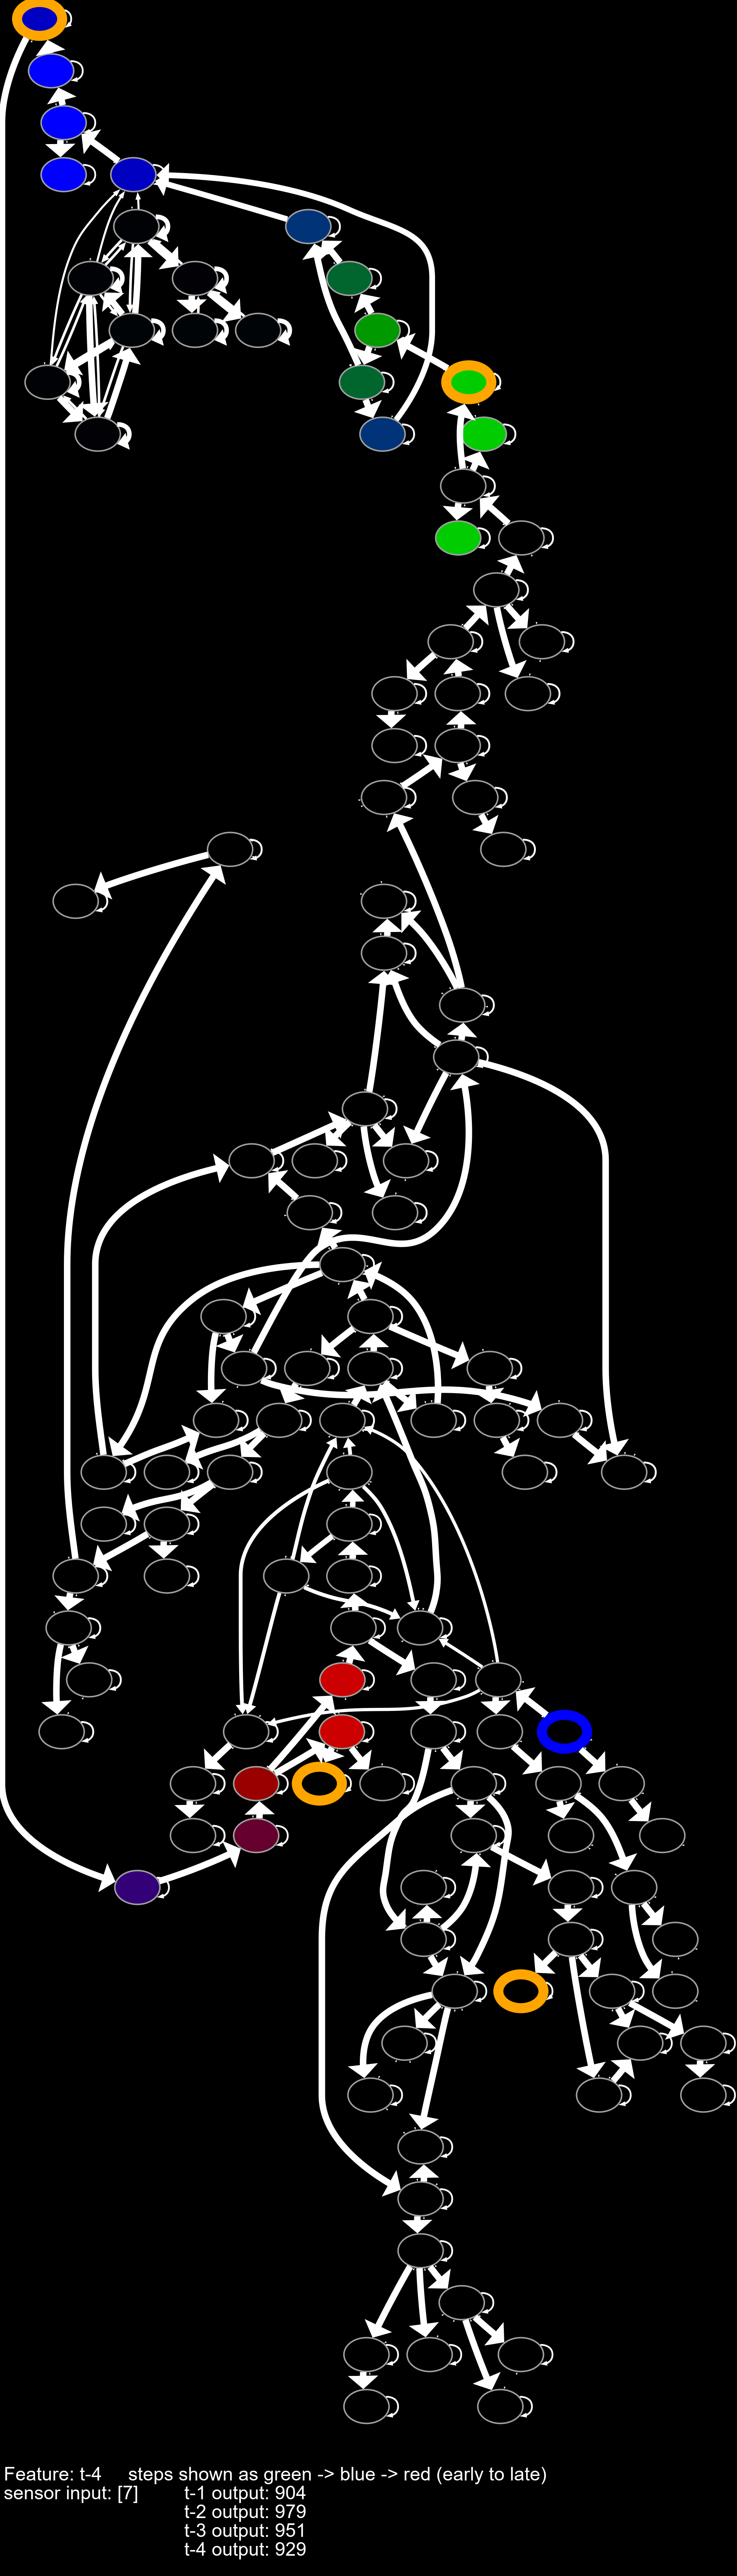 Feature: t-4 steps shown as green -> blue -> red (early to late)
sensor input: [7] t-1 output: 904
t-2 output: 979
t-3 output: 951
t-4 output: 929